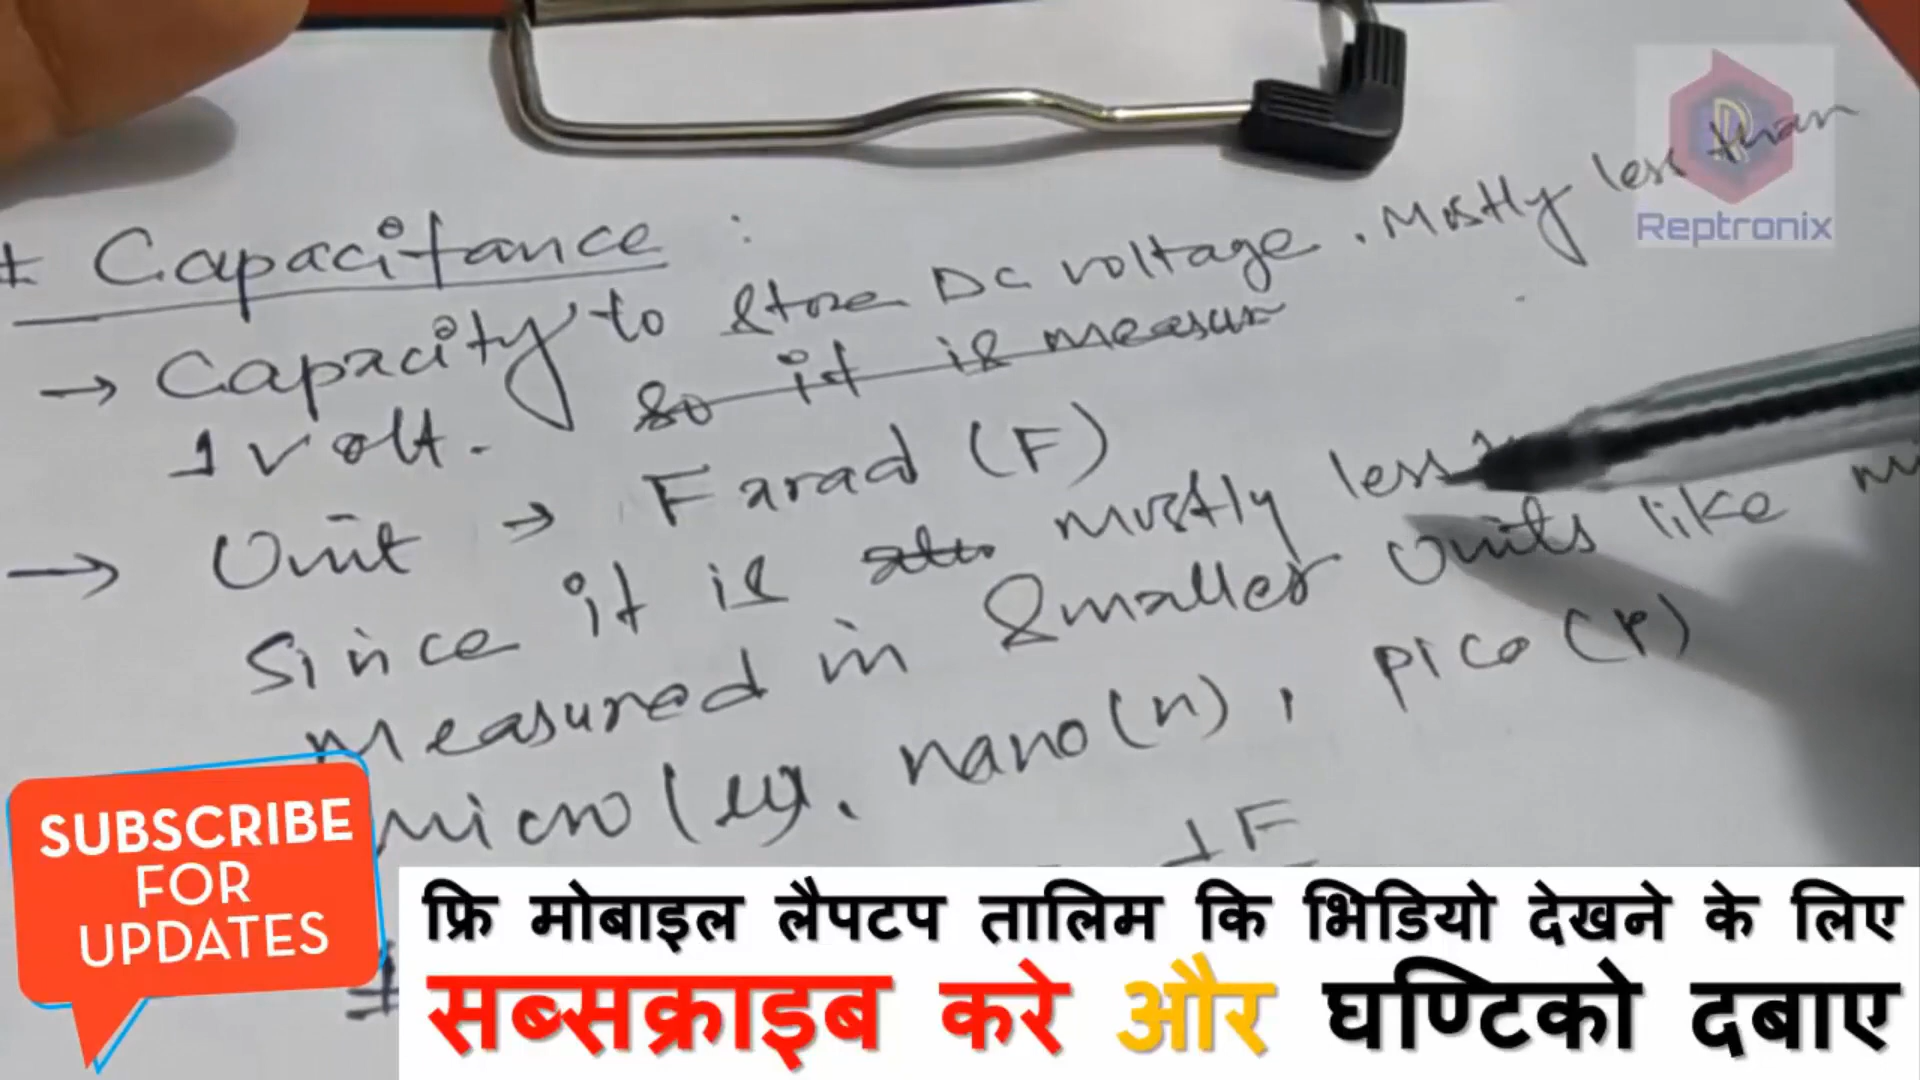 Reptronix
# Capacitance :
→ Capacity to store DC voltage. Mostly less than
1 volt. so it is measur
→ Unit → Farad (F)
Since it is mostly less
measured in smaller units like
micro (µ), nano(n), pico (p)
1F
#
SUBSCRIBE
FOR
UPDATES
फ्रि मोबाइल लैपटप तालिम कि भिडियो देखने के लिए
सब्सक्राइब करे और घण्टिको दबाए